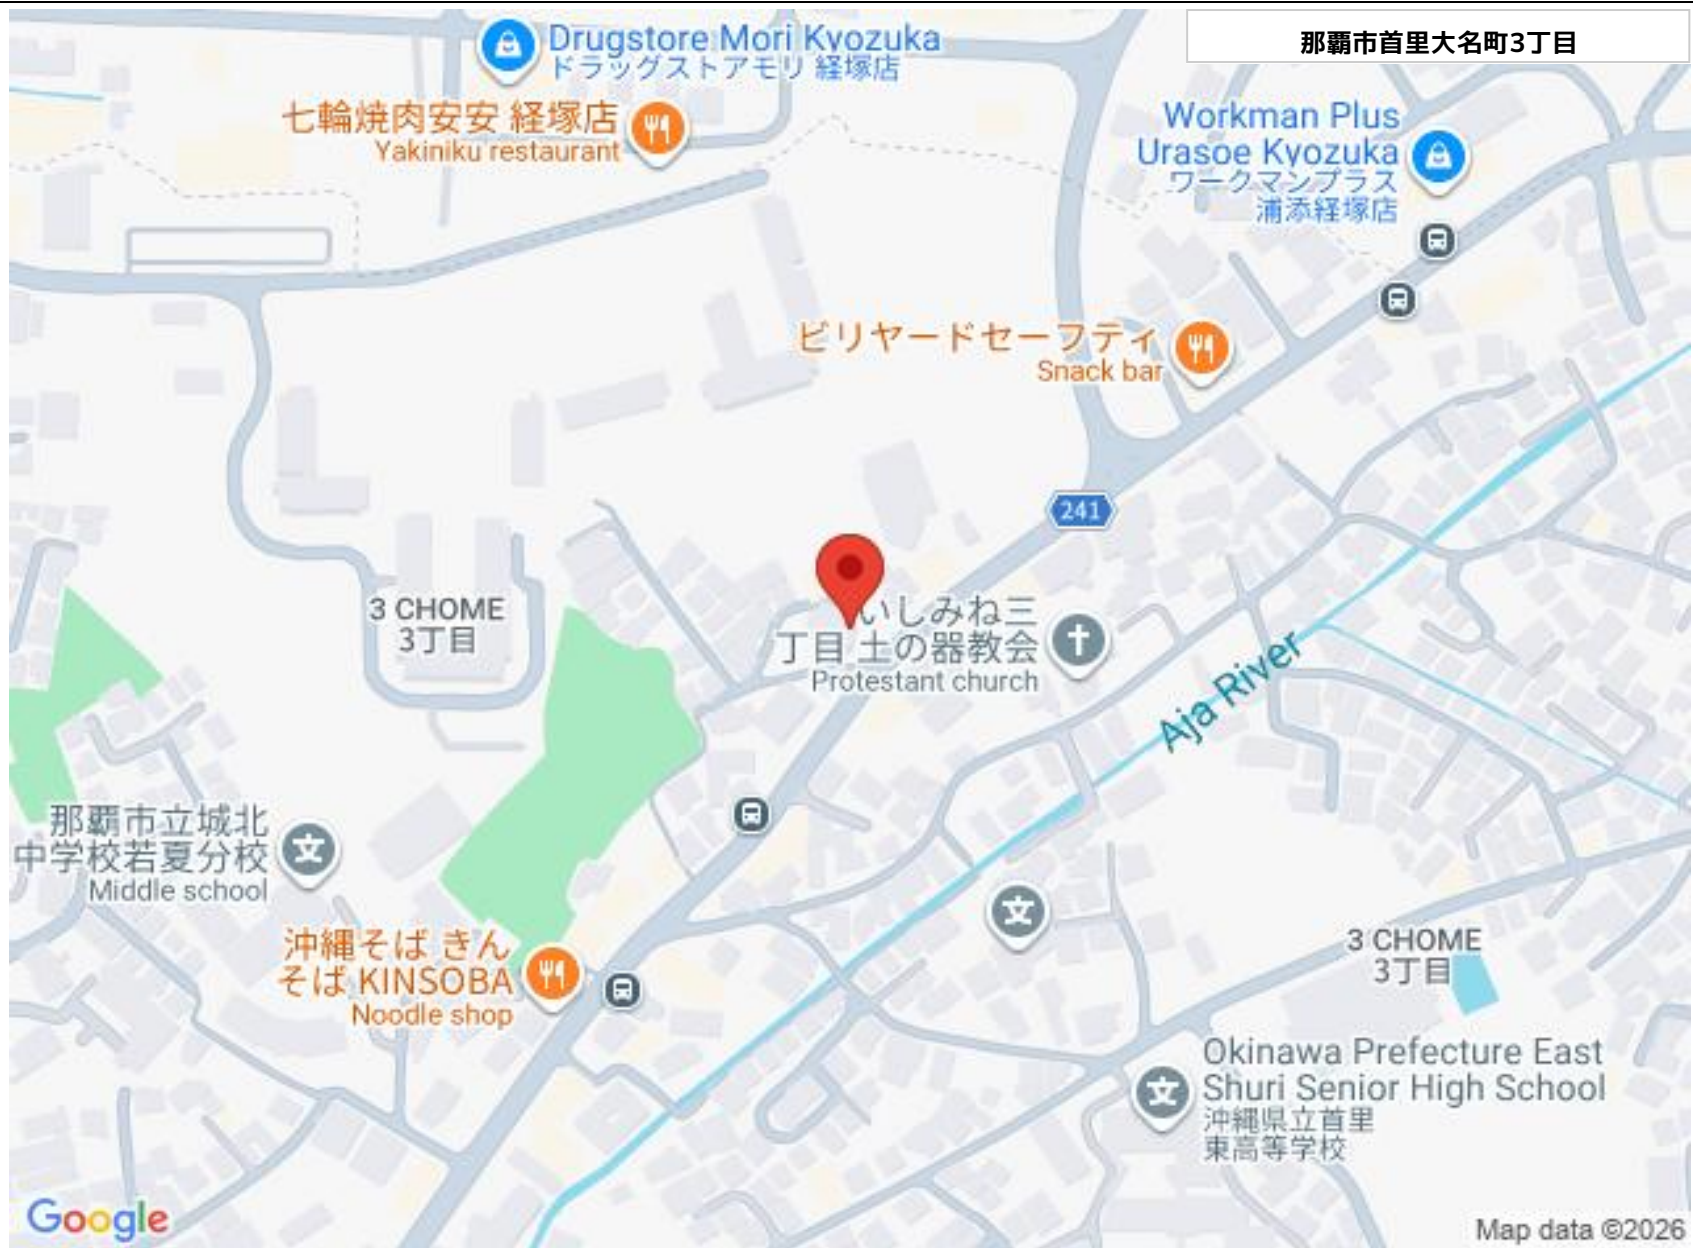 那覇市首里大名町3丁目
Drugstore Mori Kyozuka
ドラッグストアモリ 経塚店
七輪焼肉安安 経塚店
Yakiniku restaurant
Workman Plus
Urasoe Kyozuka
ワークマンプラス
浦添経塚店
ビリヤードセーフティ
Snack bar
241
3 CHOME
3丁目
いしみね三
丁目 土の器教会
Protestant church
Aja River
那覇市立城北
中学校若夏分校
Middle school
文
文
沖縄そば きん
そば KINSOBA
Noodle shop
3 CHOME
3丁目
Okinawa Prefecture East
Shuri Senior High School
沖縄県立首里
東高等学校
文
Google
Map data ©2026